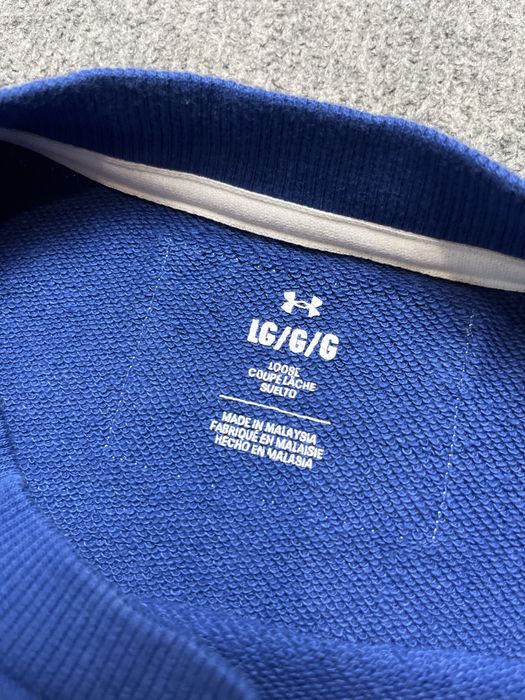 LG/G/G
LOOSE
COUPE LÂCHE
SUELTO
MADE IN MALAYSIA
FABRIQUÉ EN MALAISIE
HECHO EN MALASIA